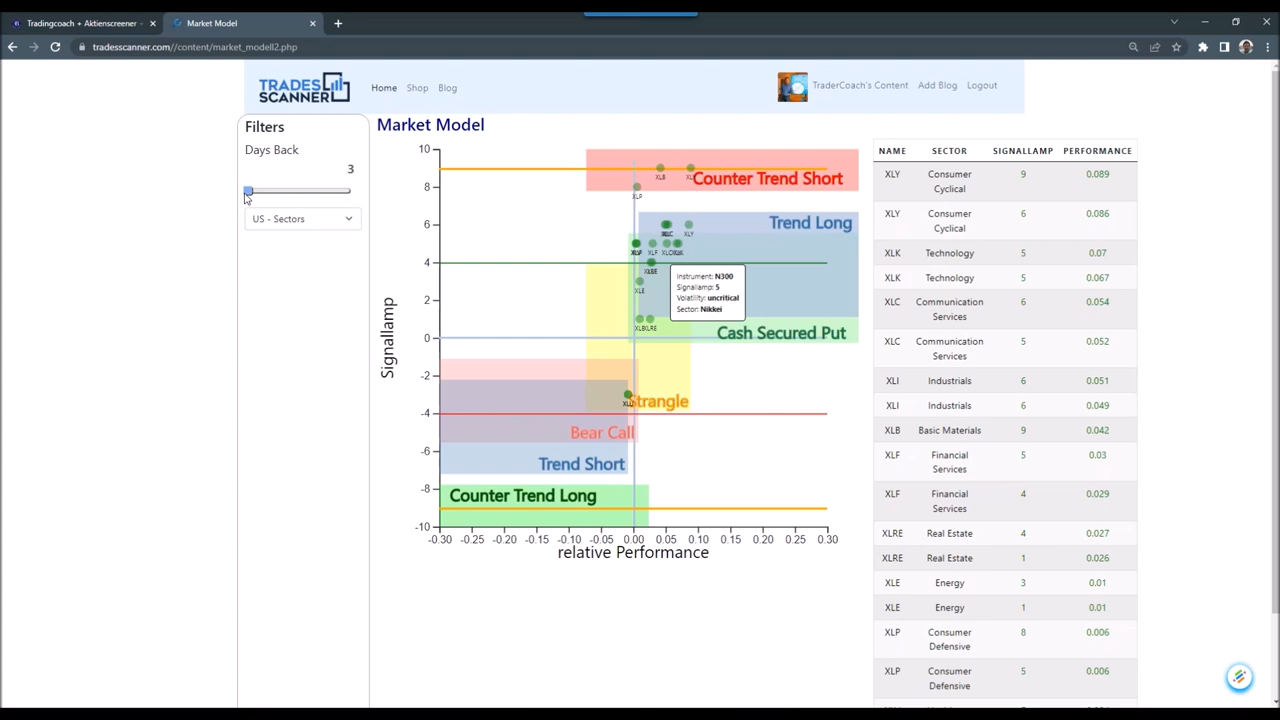 Tradingcoach + Aktienscreener -
Market Model
tradesscanner.com//content/market_modell2.php
TRADES
SCANNER
Home
Shop
Blog
TraderCoach's Content
Add Blog
Logout
Filters
Days Back
3
US - Sectors
Market Model
10
8
6
4
2
0
-2
-4
-6
-8
-10
Signallamp
-0.30 -0.25 -0.20 -0.15 -0.10 -0.05 0.00 0.05 0.10 0.15 0.20 0.25 0.30
relative Performance
Counter Trend Short
Trend Long
Cash Secured Put
Strangle
Bear Call
Trend Short
Counter Trend Long
XLB
XLP
XLY
XLF
XLE
XLRE
Instrument: N300
Signallamp: 5
Volatility: uncritical
Sector: Nikkei
NAME SECTOR SIGNALLAMP PERFORMANCE
XLY Consumer Cyclical 9 0.089
XLY Consumer Cyclical 6 0.086
XLK Technology 5 0.07
XLK Technology 5 0.067
XLC Communication Services 6 0.054
XLC Communication Services 5 0.052
XLI Industrials 6 0.051
XLI Industrials 6 0.049
XLB Basic Materials 9 0.042
XLF Financial Services 5 0.03
XLF Financial Services 4 0.029
XLRE Real Estate 4 0.027
XLRE Real Estate 1 0.026
XLE Energy 3 0.01
XLE Energy 1 0.01
XLP Consumer Defensive 8 0.006
XLP Consumer Defensive 5 0.006